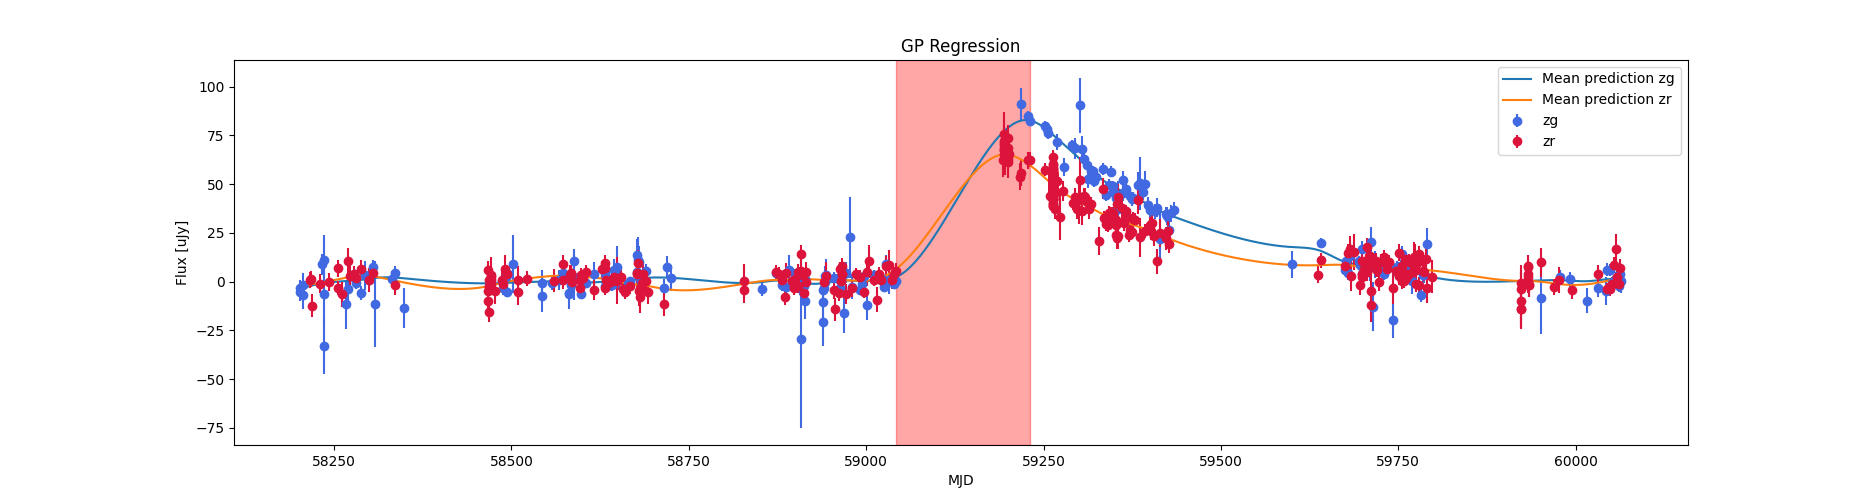 GP Regression
Flux [uJy]
100
75
50
25
0
−25
−50
−75
Mean prediction zg
Mean prediction zr
zg
zr
58250 58500 58750 59000 59250 59500 59750 60000
MJD